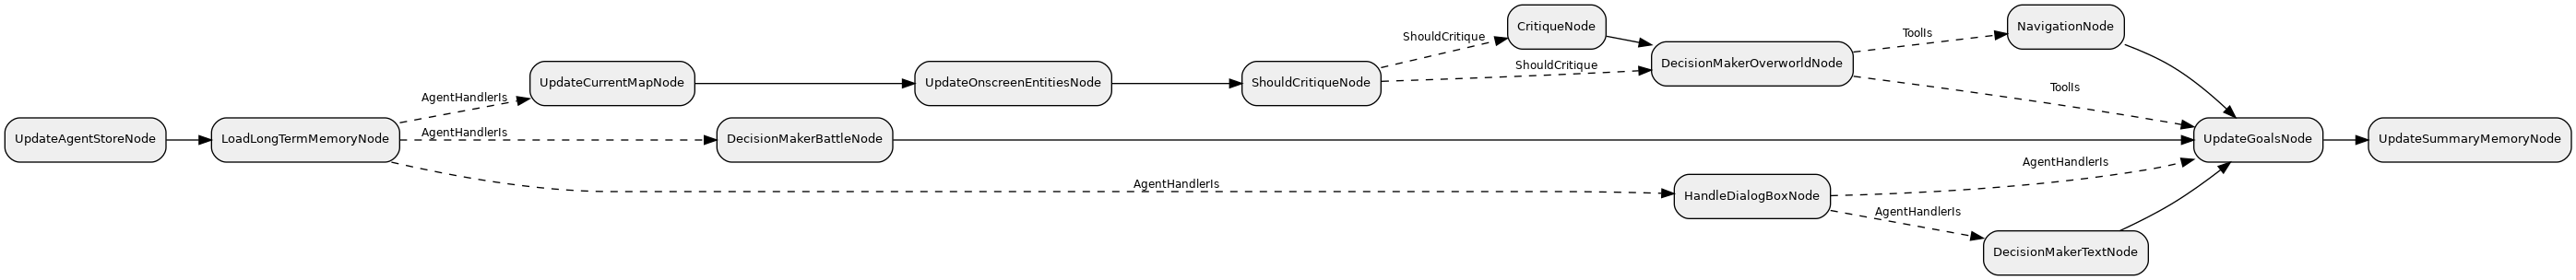 UpdateAgentStoreNode
LoadLongTermMemoryNode
AgentHandlerIs
AgentHandlerIs
AgentHandlerIs
UpdateCurrentMapNode
UpdateOnscreenEntitiesNode
ShouldCritiqueNode
ShouldCritique
ShouldCritique
CritiqueNode
DecisionMakerOverworldNode
ToolIs
ToolIs
NavigationNode
DecisionMakerBattleNode
HandleDialogBoxNode
AgentHandlerIs
AgentHandlerIs
DecisionMakerTextNode
UpdateGoalsNode
UpdateSummaryMemoryNode